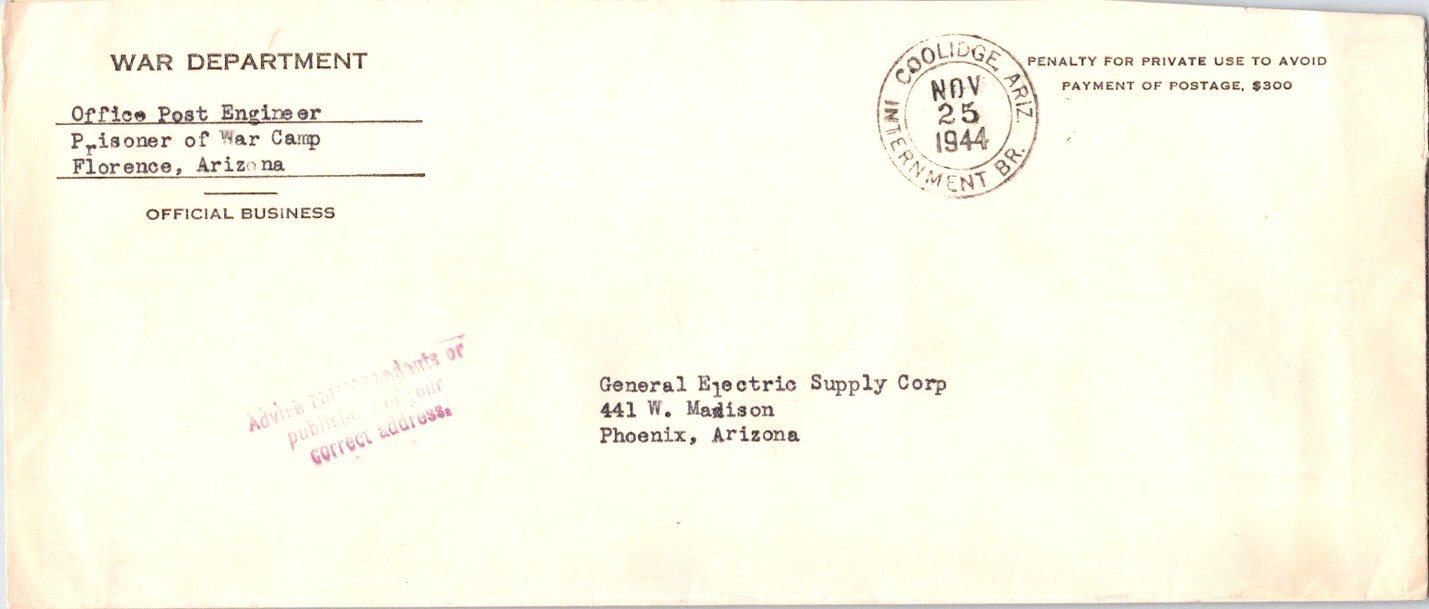 WAR DEPARTMENT
Office Post Engineer
Prisoner of War Camp
Florence, Arizona
OFFICIAL BUSINESS
COOLIDGE, ARIZ.
NOV
25
1944
INTERNMENT BR.
PENALTY FOR PRIVATE USE TO AVOID
PAYMENT OF POSTAGE, $300
Advise correspondents or
publishers of your
correct address.
General Electric Supply Corp
441 W. Madison
Phoenix, Arizona